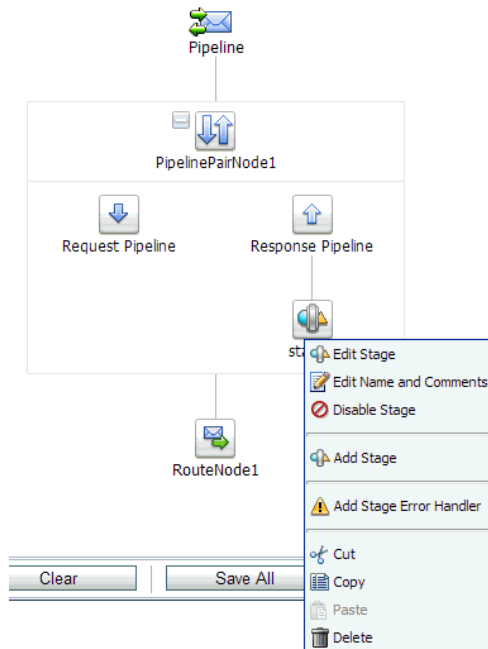 Pipeline
PipelinePairNode1
Request Pipeline
Response Pipeline
Edit Stage
Edit Name and Comments
Disable Stage
RouteNode1
Add Stage
Add Stage Error Handler
Cut
Clear
Save All
Copy
Paste
Delete